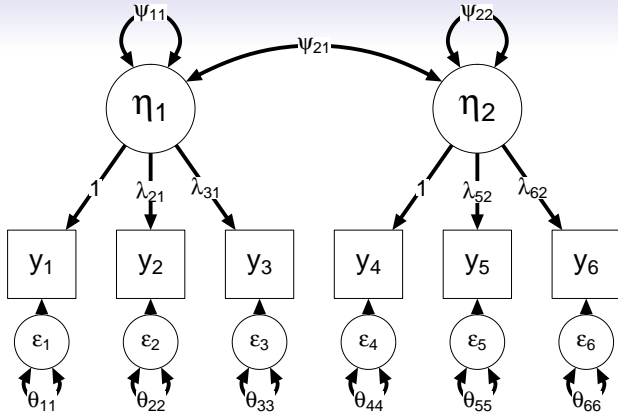 ψ11 ψ22
ψ21
η1 η2
1 λ21 λ31 1 λ52 λ62
y1 y2 y3 y4 y5 y6
ε1 ε2 ε3 ε4 ε5 ε6
θ11 θ22 θ33 θ44 θ55 θ66